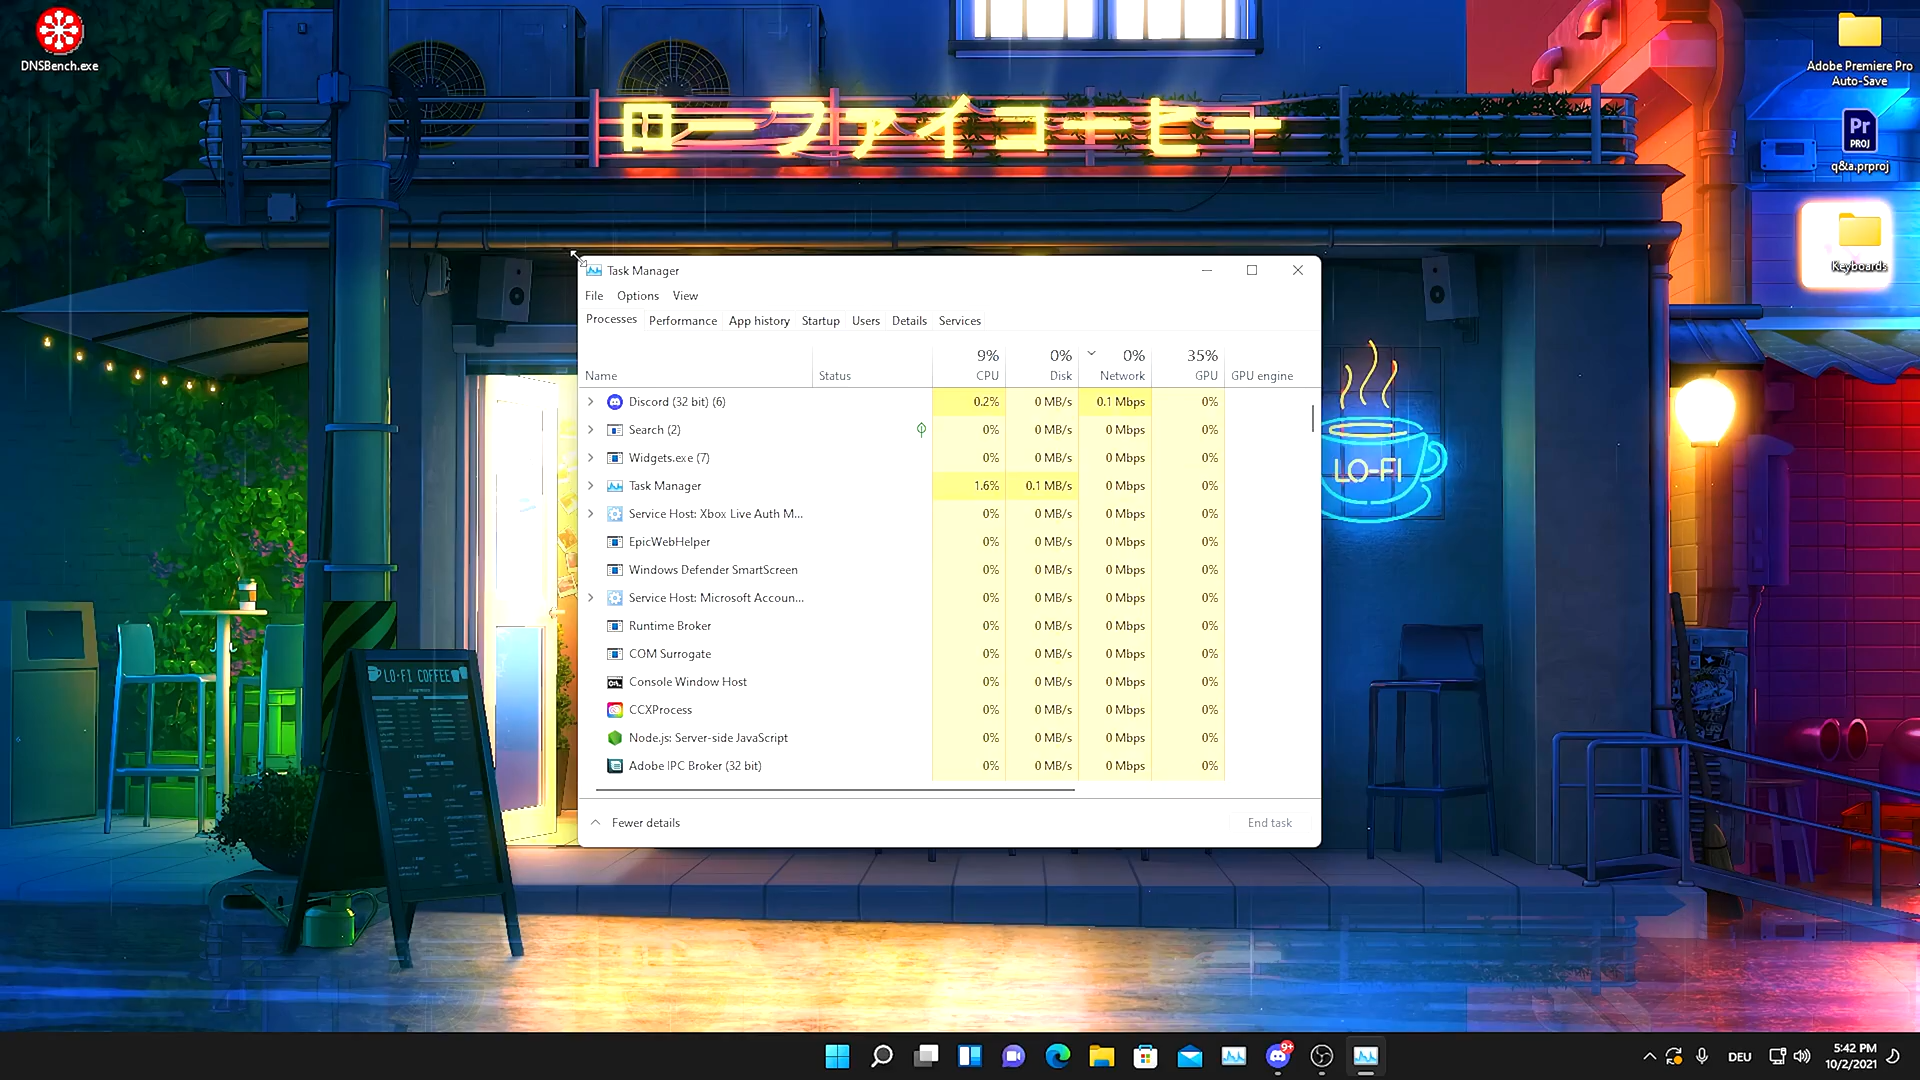 DNSBench.exe
Adobe Premiere Pro
Auto-Save
Pr
PROJ
q&a.prproj
Keyboards
ローファイコーヒー
LO-FI
LO-FI COFFEE
Task Manager
File Options View
Processes Performance App history Startup Users Details Services
9% 0% 0% 35%
Name Status CPU Disk Network GPU GPU engine
Discord (32 bit) (6) 0.2% 0 MB/s 0.1 Mbps 0%
Search (2) 0% 0 MB/s 0 Mbps 0%
Widgets.exe (7) 0% 0 MB/s 0 Mbps 0%
Task Manager 1.6% 0.1 MB/s 0 Mbps 0%
Service Host: Xbox Live Auth M... 0% 0 MB/s 0 Mbps 0%
EpicWebHelper 0% 0 MB/s 0 Mbps 0%
Windows Defender SmartScreen 0% 0 MB/s 0 Mbps 0%
Service Host: Microsoft Accoun... 0% 0 MB/s 0 Mbps 0%
Runtime Broker 0% 0 MB/s 0 Mbps 0%
COM Surrogate 0% 0 MB/s 0 Mbps 0%
Console Window Host 0% 0 MB/s 0 Mbps 0%
CCXProcess 0% 0 MB/s 0 Mbps 0%
Node.js: Server-side JavaScript 0% 0 MB/s 0 Mbps 0%
Adobe IPC Broker (32 bit) 0% 0 MB/s 0 Mbps 0%
Fewer details End task
9+
DEU
5:42 PM
10/2/2021